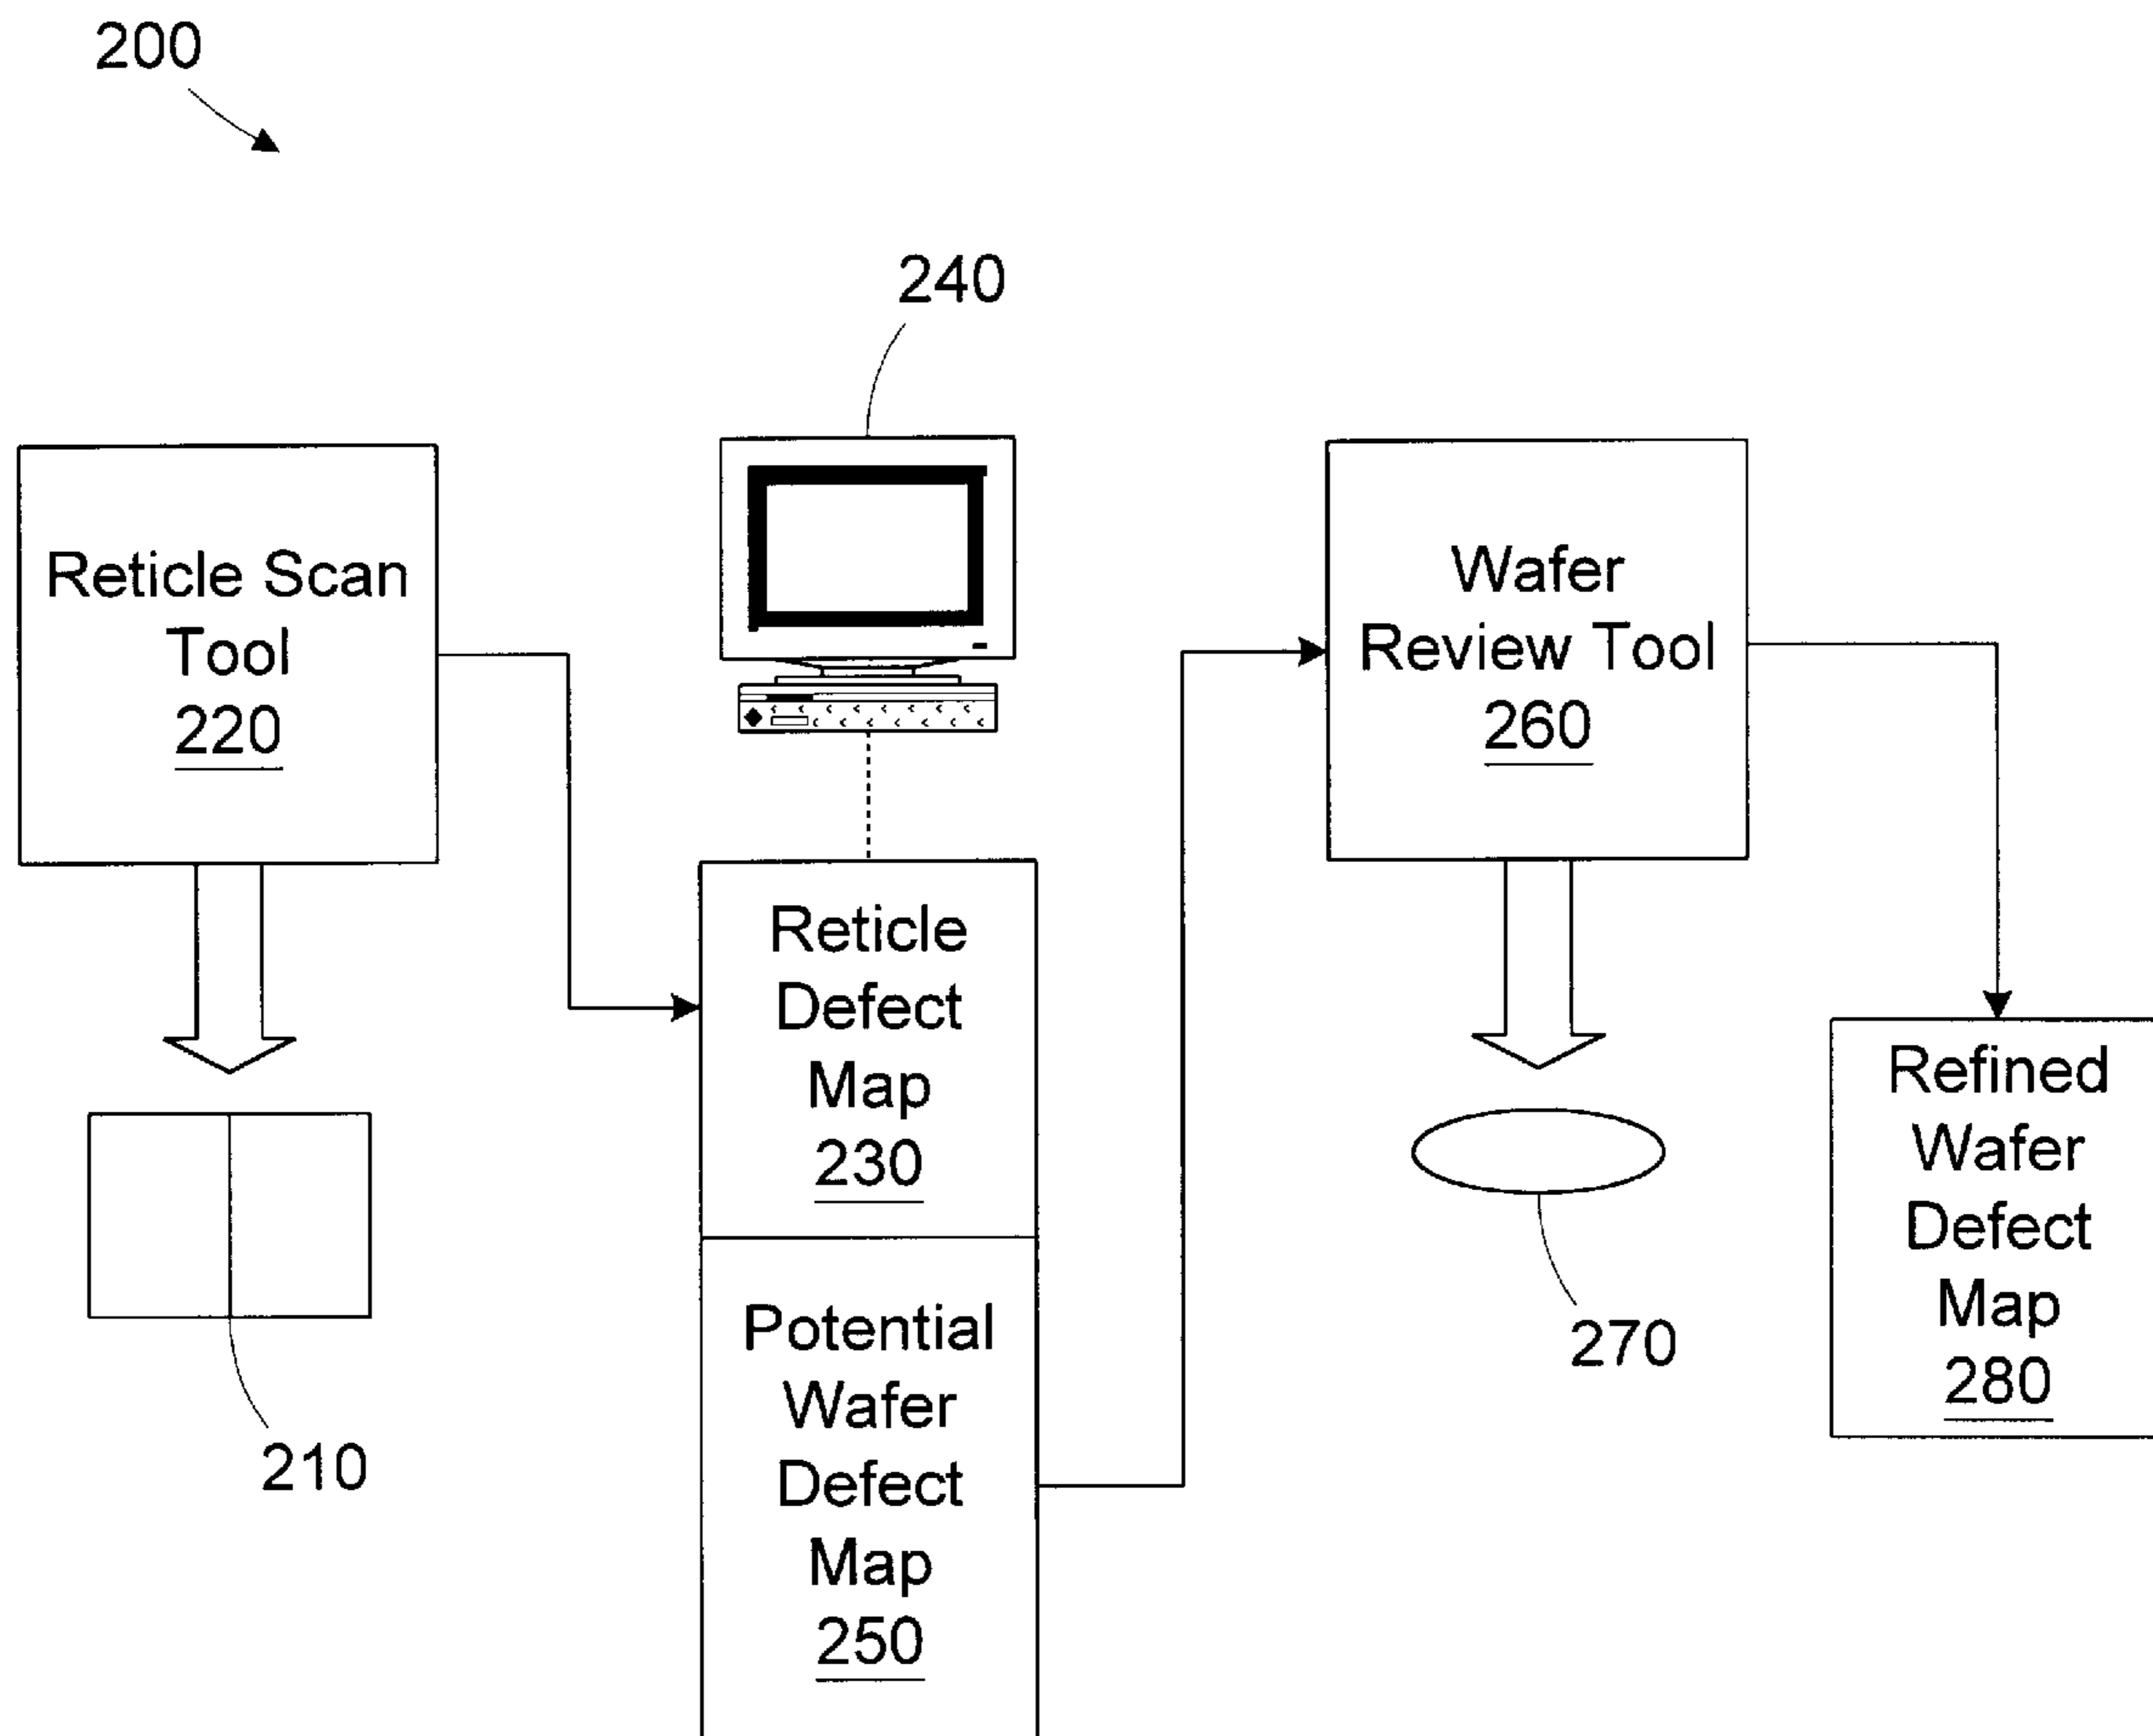 200
240
Reticle Scan
Tool
220
Wafer
Review Tool
260
Reticle
Defect
Map
230
Potential
Wafer
Defect
Map
250
210
270
Refined
Wafer
Defect
Map
280